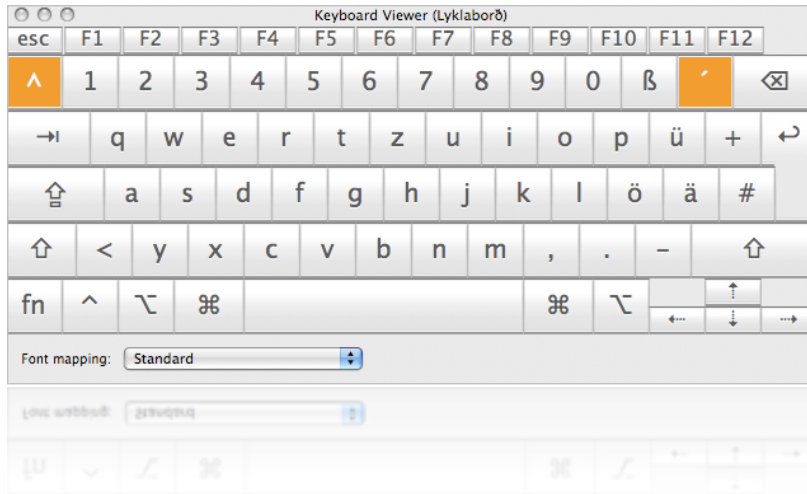 Keyboard Viewer (Lyklaborð)
esc F1 F2 F3 F4 F5 F6 F7 F8 F9 F10 F11 F12
^ 1 2 3 4 5 6 7 8 9 0 ß ´
q w e r t z u i o p ü +
a s d f g h j k l ö ä #
< y x c v b n m , . -
fn ^ ⌥ ⌘ ⌘ ⌥
Font mapping: Standard